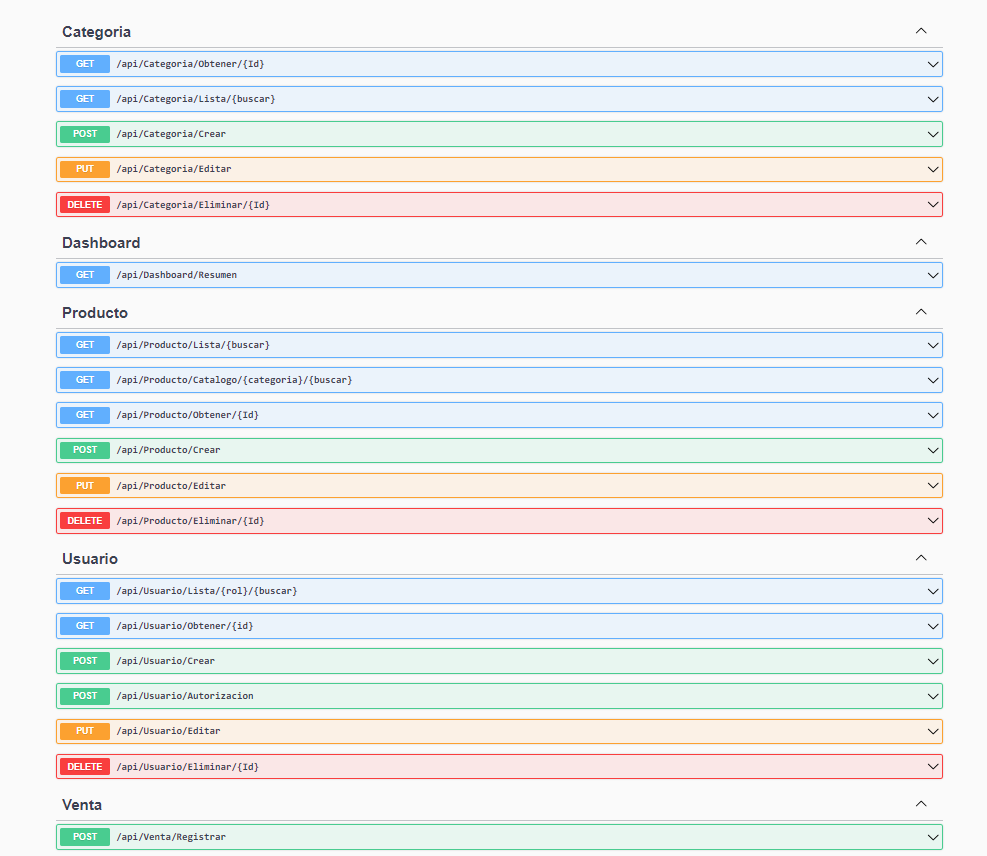 Categoria
GET /api/Categoria/Obtener/{Id}
GET /api/Categoria/Lista/{buscar}
POST /api/Categoria/Crear
PUT /api/Categoria/Editar
DELETE /api/Categoria/Eliminar/{Id}
Dashboard
GET /api/Dashboard/Resumen
Producto
GET /api/Producto/Lista/{buscar}
GET /api/Producto/Catalogo/{categoria}/{buscar}
GET /api/Producto/Obtener/{Id}
POST /api/Producto/Crear
PUT /api/Producto/Editar
DELETE /api/Producto/Eliminar/{Id}
Usuario
GET /api/Usuario/Lista/{rol}/{buscar}
GET /api/Usuario/Obtener/{id}
POST /api/Usuario/Crear
POST /api/Usuario/Autorizacion
PUT /api/Usuario/Editar
DELETE /api/Usuario/Eliminar/{Id}
Venta
POST /api/Venta/Registrar